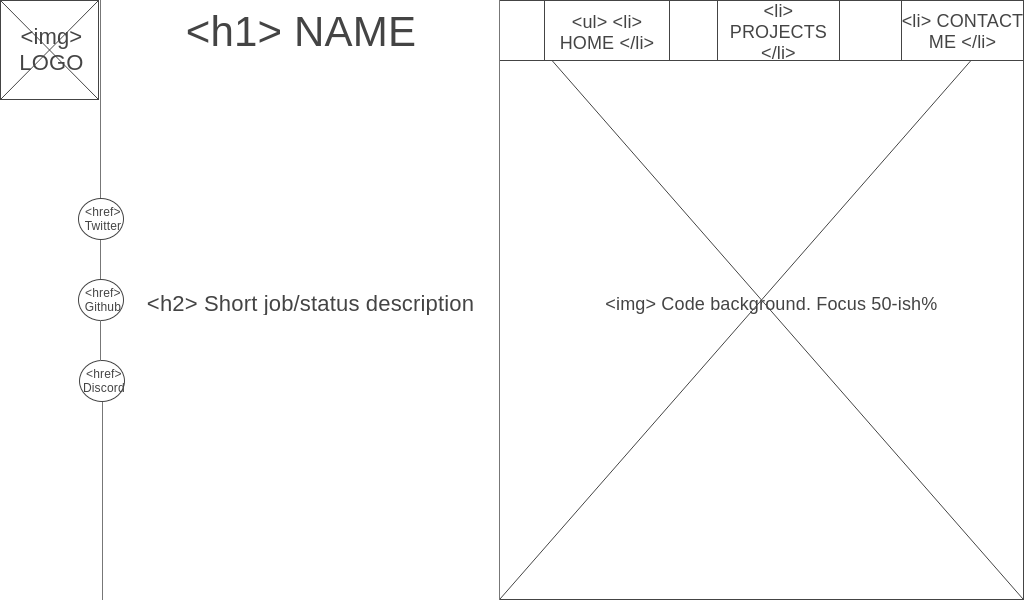 <img>
LOGO
<h1> NAME
<ul> <li>
HOME </li>
<li>
PROJECTS
</li>
<li> CONTACT
ME </li>
<href>
Twitter
<href>
Github
<href>
Discord
<h2> Short job/status description
<img> Code background. Focus 50-ish%